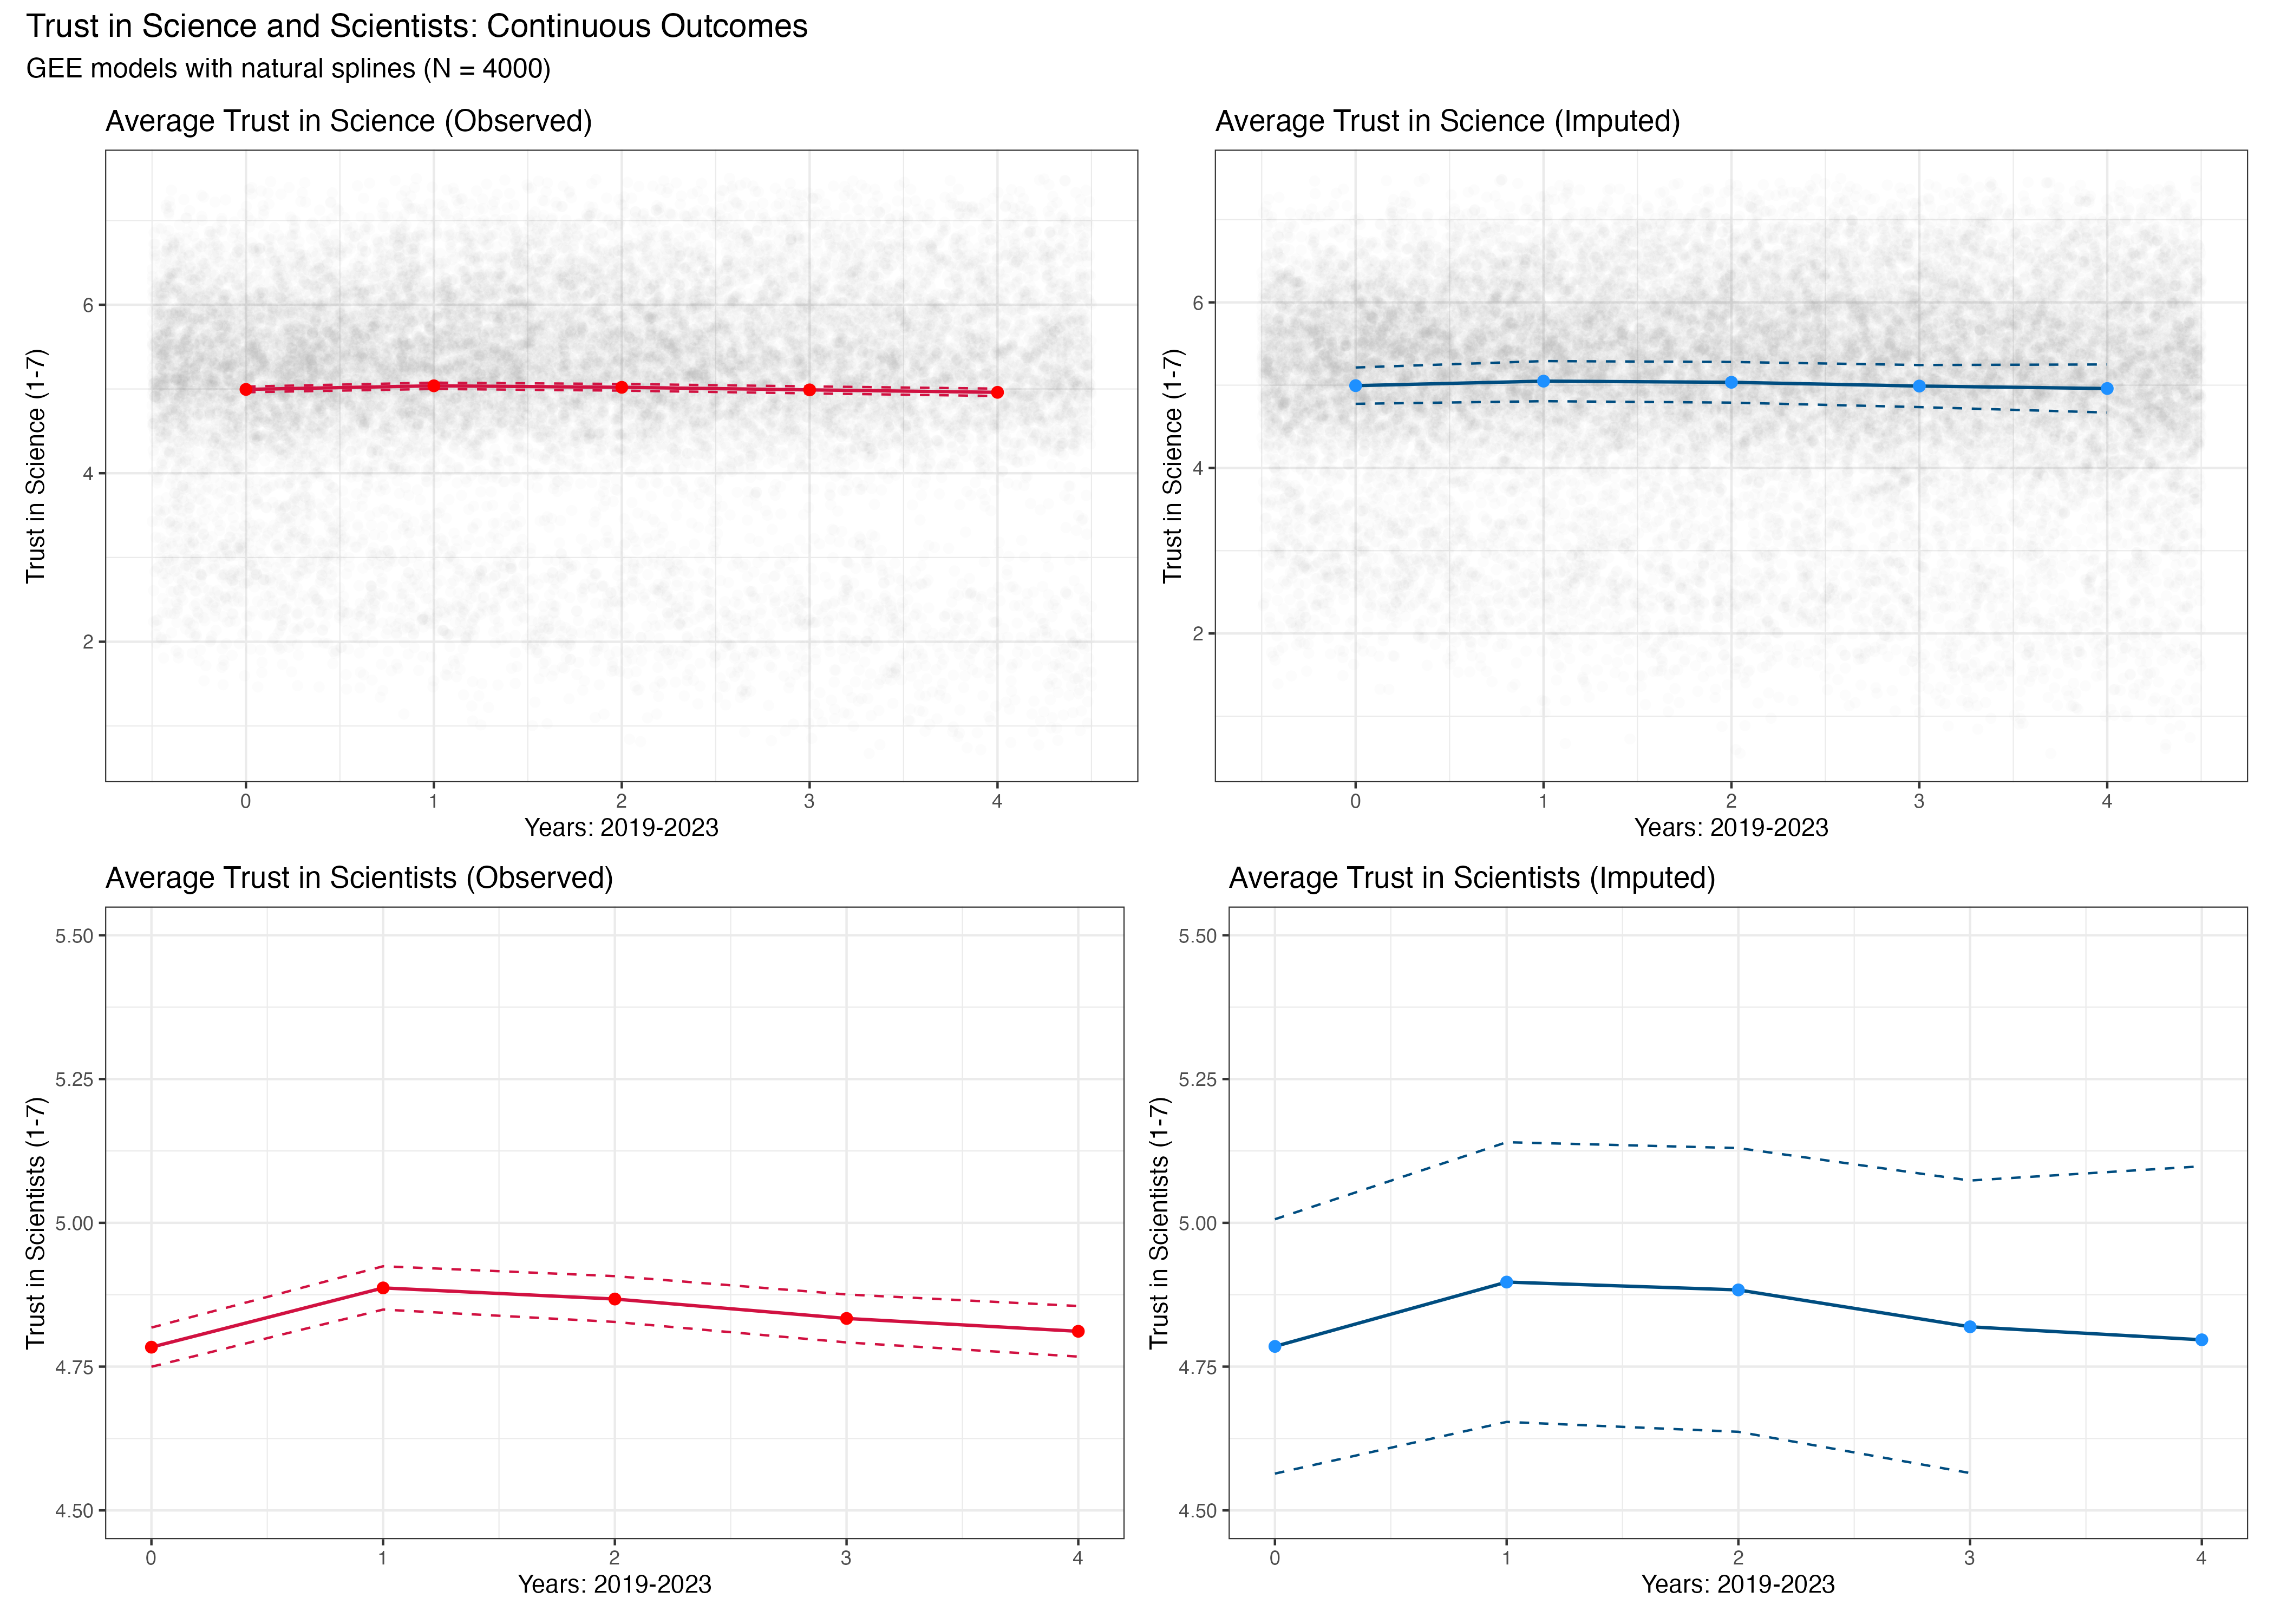 Trust in Science and Scientists: Continuous Outcomes
GEE models with natural splines (N = 4000)
Average Trust in Science (Observed)
Trust in Science (1-7)
6
4
2
0 1 2 3 4
Years: 2019-2023
Average Trust in Science (Imputed)
Trust in Science (1-7)
6
4
2
0 1 2 3 4
Years: 2019-2023
Average Trust in Scientists (Observed)
Trust in Scientists (1-7)
5.50
5.25
5.00
4.75
4.50
0 1 2 3 4
Years: 2019-2023
Average Trust in Scientists (Imputed)
Trust in Scientists (1-7)
5.50
5.25
5.00
4.75
4.50
0 1 2 3 4
Years: 2019-2023